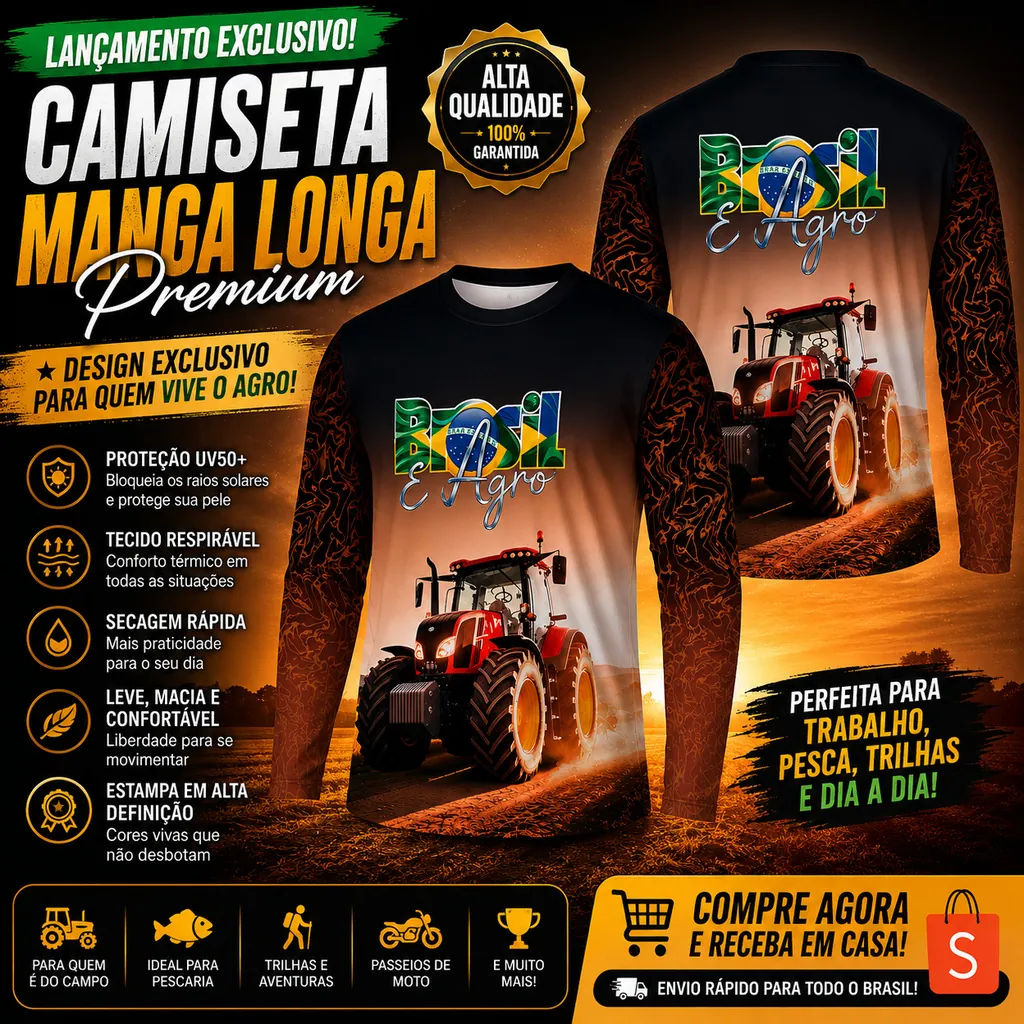 LANÇAMENTO EXCLUSIVO!
CAMISETA
MANGA LONGA
Premium
ALTA
QUALIDADE
100%
GARANTIDA
★ DESIGN EXCLUSIVO
PARA QUEM VIVE O AGRO!
PROTEÇÃO UV50+
Bloqueia os raios solares
e protege sua pele
TECIDO RESPIRÁVEL
Conforto térmico em
todas as situações
SECAGEM RÁPIDA
Mais praticidade
para o seu dia
LEVE, MACIA E
CONFORTÁVEL
Liberdade para se
movimentar
ESTAMPA EM ALTA
DEFINIÇÃO
Cores vivas que
não desbotam
Brasil
E Agro
Brasil
E Agro
PERFEITA PARA
TRABALHO,
PESCA, TRILHAS
E DIA A DIA!
PARA QUEM
É DO CAMPO
IDEAL PARA
PESCARIA
TRILHAS E
AVENTURAS
PASSEIOS DE
MOTO
E MUITO
MAIS!
COMPRE AGORA
E RECEBA EM CASA!
ENVIO RÁPIDO PARA TODO O BRASIL!
S